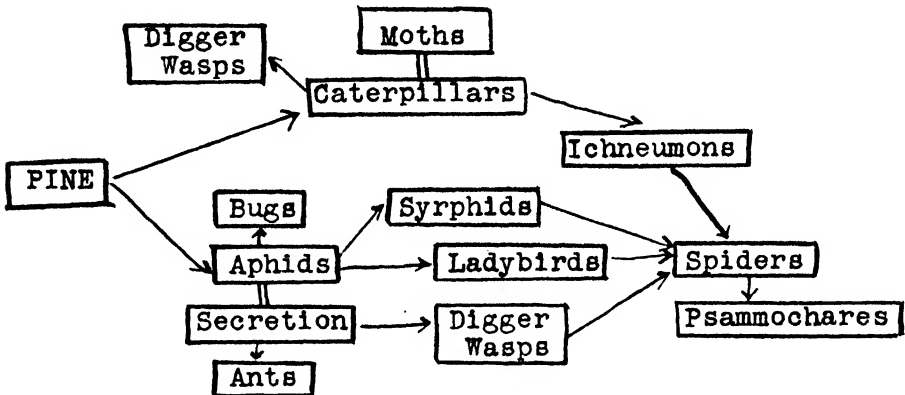 Digger
Wasps
Moths
Caterpillars
Ichneumons
PINE
Bugs
Syrphids
Aphids
Ladybirds
Spiders
Secretion
Digger
Wasps
Psammochares
Ants